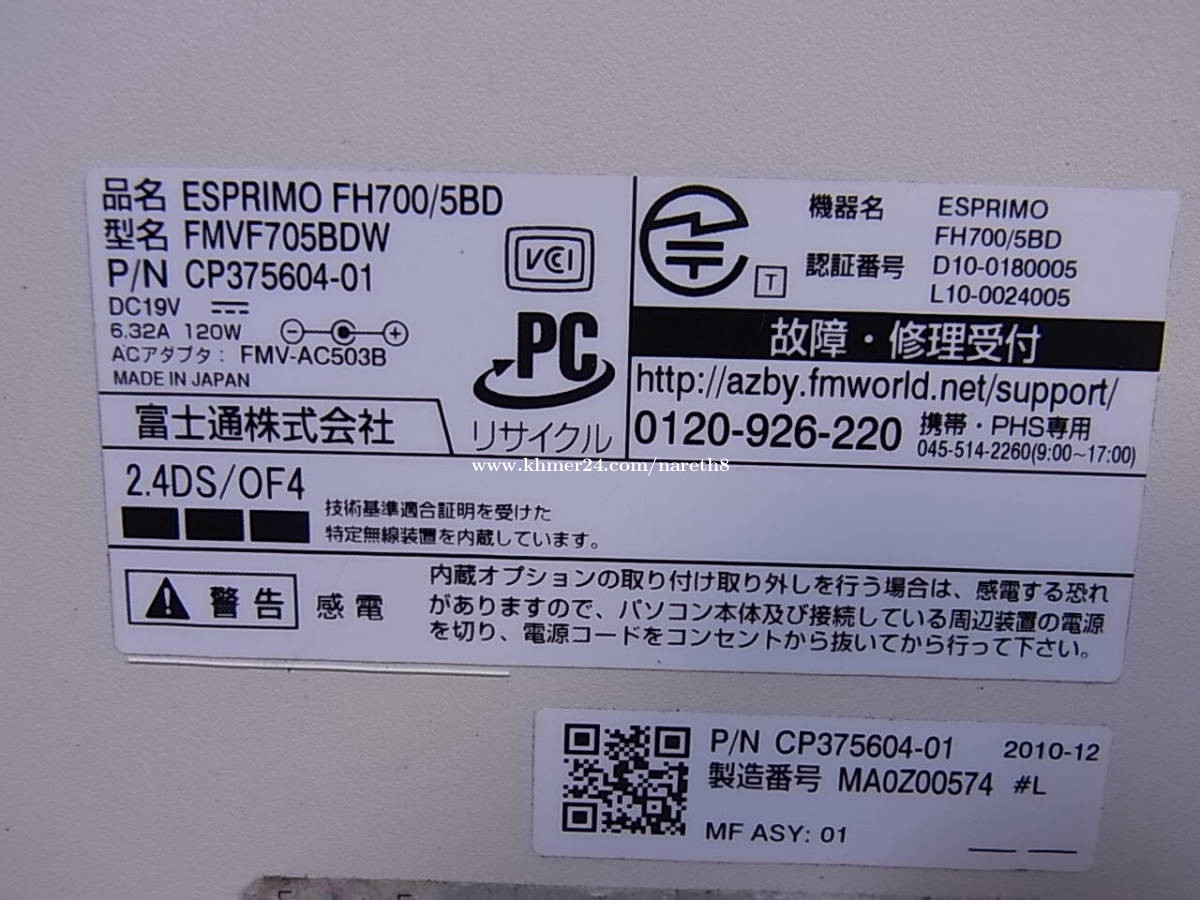 品名 ESPRIMO FH700/5BD
型名 FMVF705BDW
P/N CP375604-01
DC19V
6.32A 120W
ACアダプタ： FMV-AC503B
MADE IN JAPAN
VCCI
PC
リサイクル
富士通株式会社
T
機器名 ESPRIMO
FH700/5BD
認証番号 D10-0180005
L10-0024005
故障・修理受付
http://azby.fmworld.net/support/
0120-926-220 携帯・PHS専用
045-514-2260(9:00~17:00)
www.khmer24.com/nareth8
2.4DS/OF4
技術基準適合証明を受けた
特定無線装置を内蔵しています。
警告 感電
内蔵オプションの取り付け取り外しを行う場合は、感電する恐れ
がありますので、パソコン本体及び接続している周辺装置の電源
を切り、電源コードをコンセントから抜いてから行って下さい。
P/N CP375604-01 2010-12
製造番号 MA0Z00574 #L
MF ASY: 01